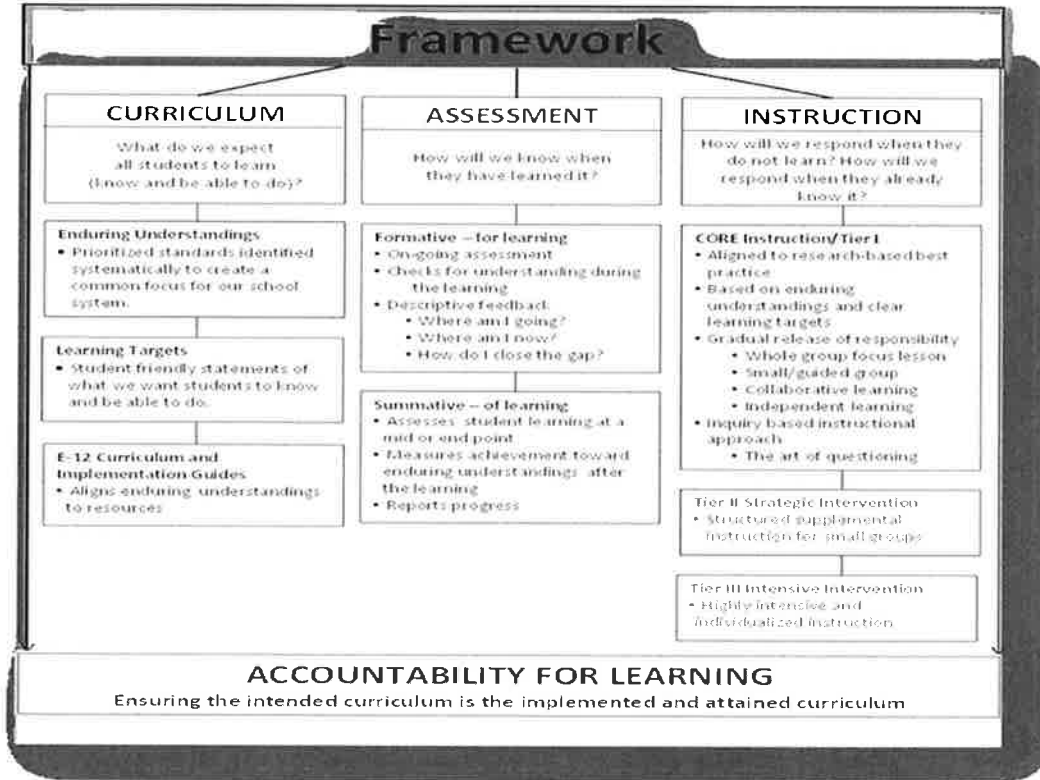 Framework
CURRICULUM
What do we expect
all students to learn
(know and be able to do)?
Enduring Understandings
• Prioritized standards identified
systematically to create a
common focus for our school
system.
Learning Targets
• Student friendly statements of
what we want students to know
and be able to do.
E-12 Curriculum and
Implementation Guides
• Aligns enduring understandings
to resources
ASSESSMENT
How will we know when
they have learned it?
Formative – for learning
• On-going assessment
• Checks for understanding during
the learning
• Descriptive feedback
• Where am I going?
• Where am I now?
• How do I close the gap?
Summative – of learning
• Assesses student learning at a
mid or end point
• Measures achievement toward
enduring understandings after
the learning
• Reports progress
INSTRUCTION
How will we respond when they
do not learn? How will we
respond when they already
know it?
CORE Instruction/Tier I
• Aligned to research-based best
practice
• Based on enduring
understandings and clear
learning targets
• Gradual release of responsibility
• Whole group focus lesson
• Small/guided group
• Collaborative learning
• Independent learning
• Inquiry based instructional
approach
• The art of questioning
Tier II Strategic Intervention
• Structured supplemental
instruction for small groups
Tier III Intensive Intervention
• Highly intensive and
individualized instruction
ACCOUNTABILITY FOR LEARNING
Ensuring the intended curriculum is the implemented and attained curriculum